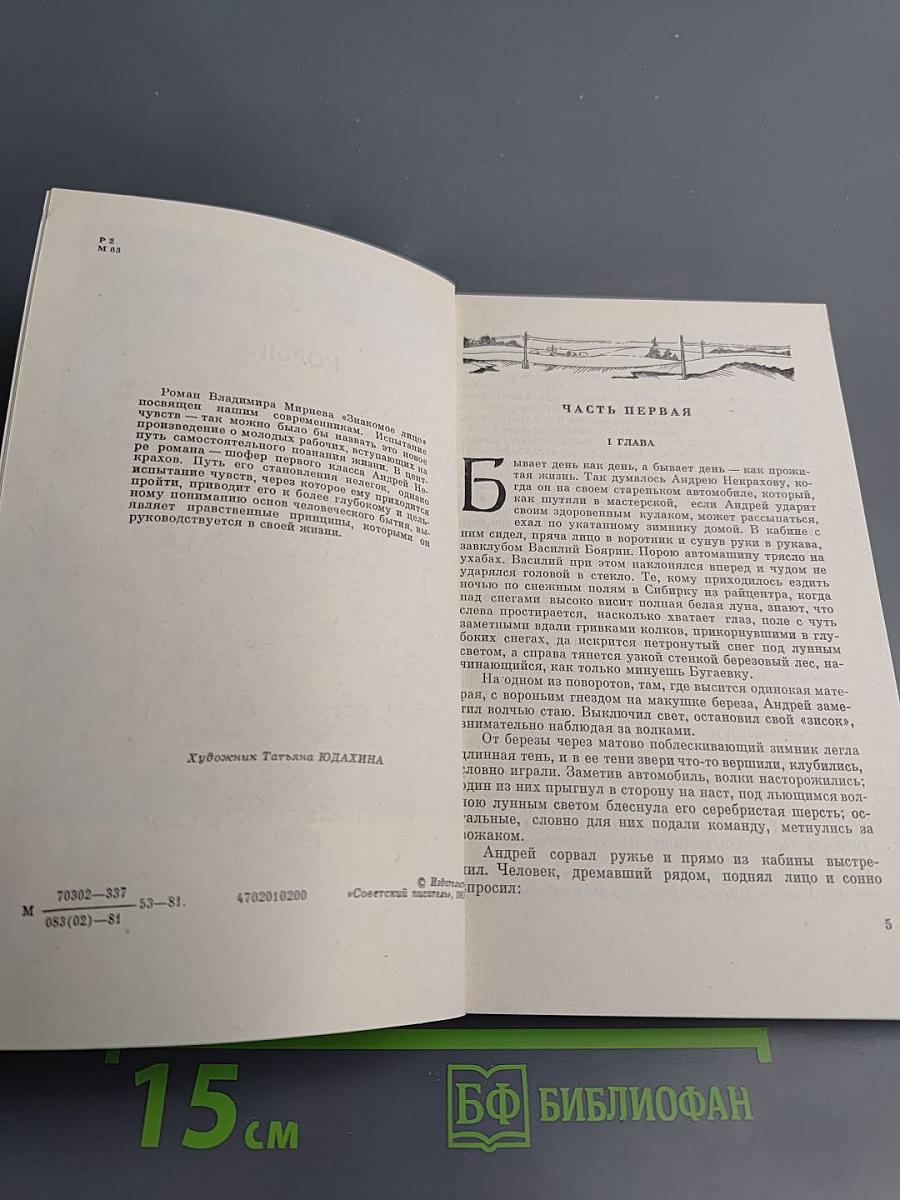 Р 2
М 63
Роман Владимира Мирнева «Знакомое лицо»
посвящен нашим современникам. Испытание
чувств — так можно было бы назвать это новое
произведение о молодых рабочих, вступающих на
путь самостоятельного познания жизни. В цент-
ре романа — шофер первого класса Андрей Не-
крахов. Путь его становления нелегок, однако
испытание чувств, через которое ему приходится
пройти, приводит его к более глубокому и цель-
ному пониманию основ человеческого бытия, вы-
являет нравственные принципы, которыми он
руководствуется в своей жизни.
Художник Татьяна ЮДАХИНА
М 70302—337
083(02)—81 53—81. 4702010200
© Издательс
«Советский писатель», 19
ЧАСТЬ ПЕРВАЯ
I ГЛАВА
Бывает день как день, а бывает день — как прожи-
тая жизнь. Так думалось Андрею Некрахову, ко-
гда он на своем стареньком автомобиле, который,
как шутили в мастерской, если Андрей ударит
своим здоровенным кулаком, может рассыпаться,
ехал по укатанному зимнику домой. В кабине с
ним сидел, пряча лицо в воротник и сунув руки в рукава,
завклубом Василий Боярин. Порою автомашину трясло на
ухабах. Василий при этом наклонялся вперед и чудом не
ударялся головой в стекло. Те, кому приходилось ездить
ночью по снежным полям в Сибирку из райцентра, когда
над снегами высоко висит полная белая луна, знают, что
слева простирается, насколько хватает глаз, поле с чуть
заметными вдали гривками колков, прикорнувшими в глу-
боких снегах, да искрится нетронутый снег под лунным
светом, а справа тянется узкой стенкой березовый лес, на-
чинающийся, как только минуешь Бугаевку.
На одном из поворотов, там, где высится одинокая мате-
рая, с вороньим гнездом на макушке береза, Андрей заме-
тил волчью стаю. Выключил свет, остановил свой «зисок»,
внимательно наблюдая за волками.
От березы через матово поблескивающий зимник легла
длинная тень, и в ее тени звери что-то вершили, клубились,
словно играли. Заметив автомобиль, волки насторожились;
один из них прыгнул в сторону на наст, под льющимся вол-
ною лунным светом блеснула его серебристая шерсть; ос-
тальные, словно для них подали команду, метнулись за
вожаком.
Андрей сорвал ружье и прямо из кабины выстре-
лил. Человек, дремавший рядом, поднял лицо и сонно
спросил:
5
15 см
БФ БИБЛИОФАН